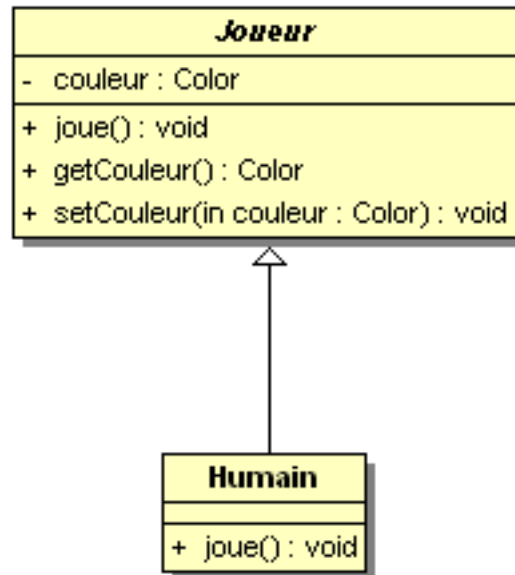 Joueur
- couleur : Color
+ joue() : void
+ getCouleur() : Color
+ setCouleur(in couleur : Color) : void
Humain
+ joue() : void